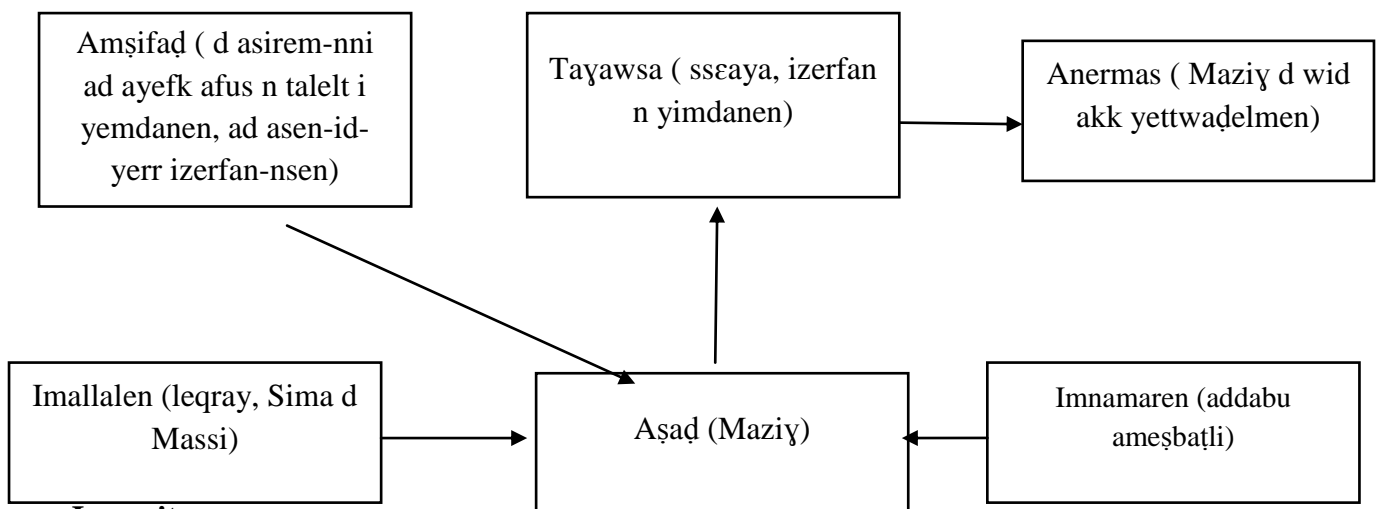 Amṣifaḍ ( d asirem-nni
ad ayefk afus n talelt i
yemdanen, ad asen-id-
yerr izerfan-nsen)
Taɣawsa ( ssɛaya, izerfan
n yimdanen)
Anermas ( Maziɣ d wid
akk yettwaḍelmen)
Imallalen (leqray, Sima d
Massi)
Aṣaḍ (Maziɣ)
Imnamaren (addabu
ameṣbaṭli)